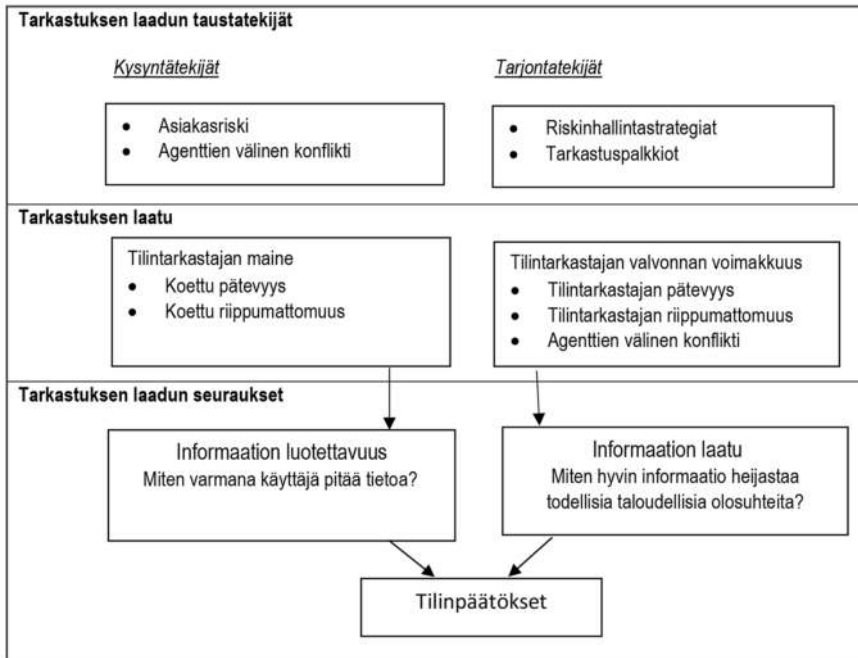 Tarkastuksen laadun taustatekijät
Kysyntätekijät
Tarjontatekijät
• Asiakasriski
• Agenttien välinen konflikti
• Riskinhallintastrategiat
• Tarkastuspalkkiot
Tarkastuksen laatu
Tilintarkastajan maine
• Koettu pätevyys
• Koettu riippumattomuus
Tilintarkastajan valvonnan voimakkuus
• Tilintarkastajan pätevyys
• Tilintarkastajan riippumattomuus
• Agenttien välinen konflikti
Tarkastuksen laadun seuraukset
Informaation luotettavuus
Miten varmana käyttäjä pitää tietoa?
Informaation laatu
Miten hyvin informaatio heijastaa
todellisia taloudellisia olosuhteita?
Tilinpäätökset